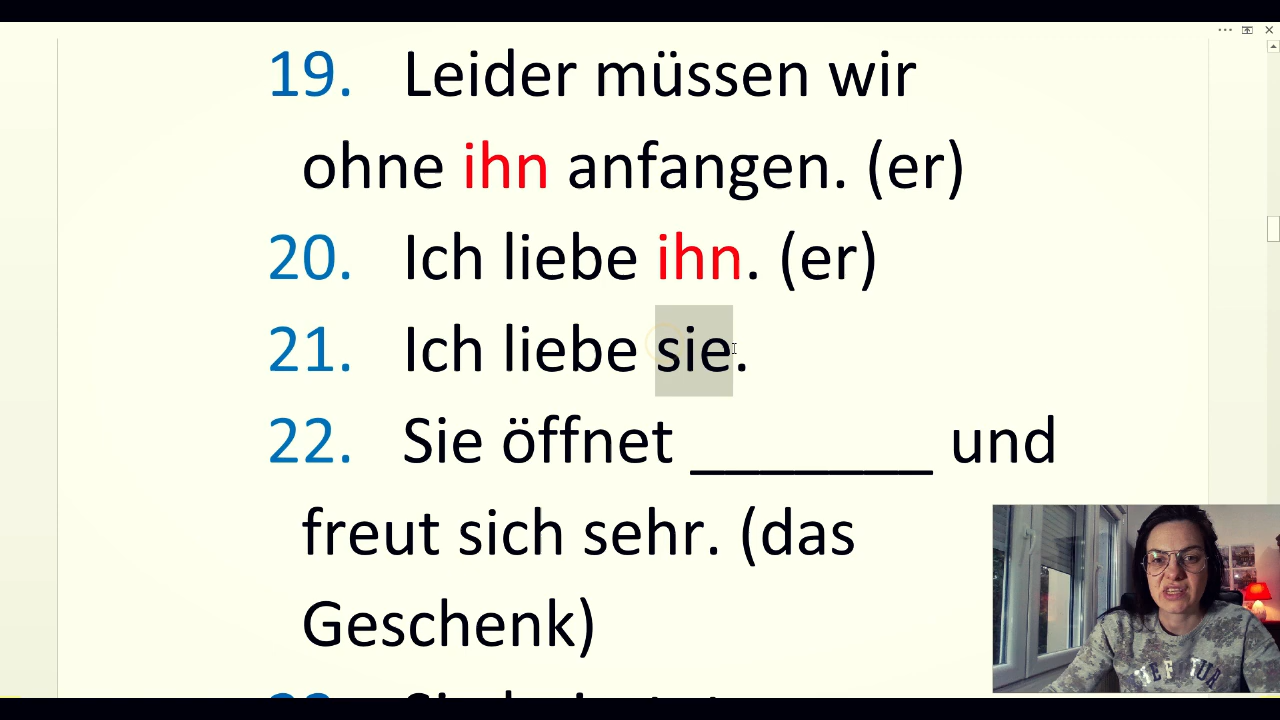 19. Leider müssen wir
ohne ihn anfangen. (er)
20. Ich liebe ihn. (er)
21. Ich liebe sie.
22. Sie öffnet _______ und
freut sich sehr. (das
Geschenk)